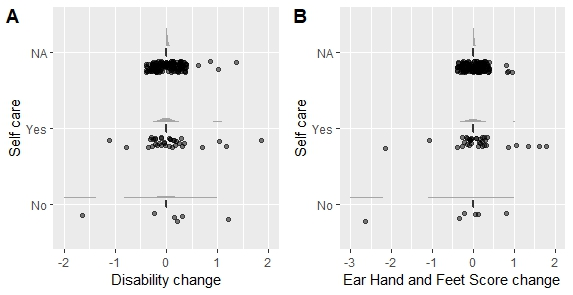 A
Self care
NA
Yes
No
-2
-1
0
1
2
Disability change
B
Self care
NA
Yes
No
-3
-2
-1
0
1
2
Ear Hand and Feet Score change